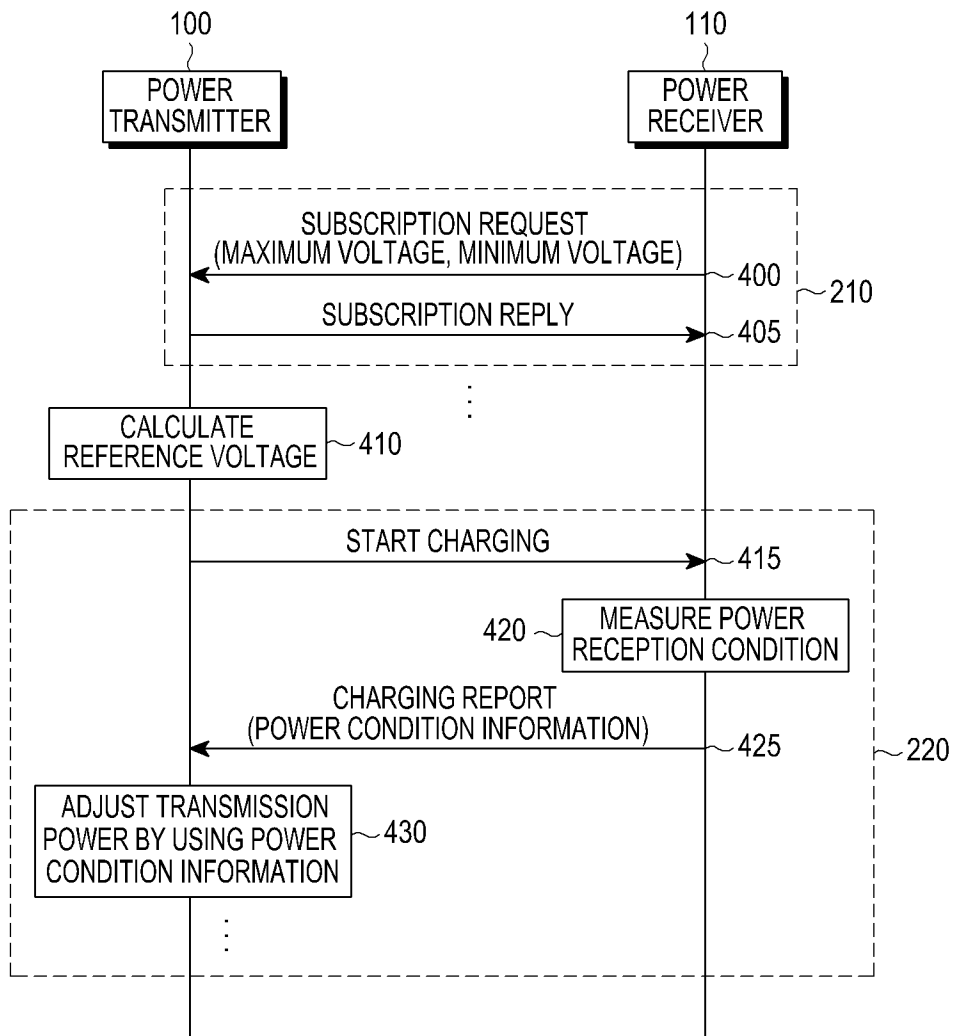 100
110
POWER
TRANSMITTER
POWER
RECEIVER
SUBSCRIPTION REQUEST
(MAXIMUM VOLTAGE, MINIMUM VOLTAGE)
400
210
SUBSCRIPTION REPLY
405
CALCULATE
REFERENCE VOLTAGE
410
START CHARGING
415
420
MEASURE POWER
RECEPTION CONDITION
CHARGING REPORT
(POWER CONDITION INFORMATION)
425
220
ADJUST TRANSMISSION
POWER BY USING POWER
CONDITION INFORMATION
430